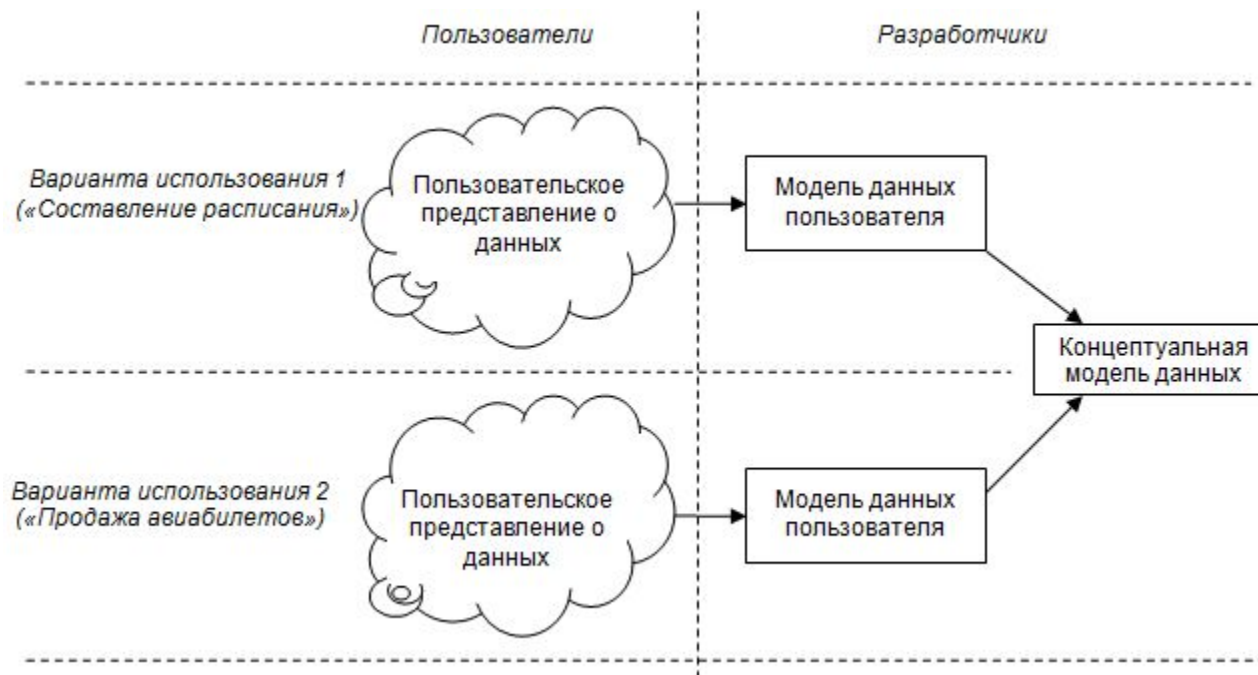 Пользователи
Разработчики
Варианта использования 1
(«Составление расписания»)
Пользовательское
представление о
данных
Модель данных
пользователя
Концептуальная
модель данных
Варианта использования 2
(«Продажа авиабилетов»)
Пользовательское
представление о
данных
Модель данных
пользователя